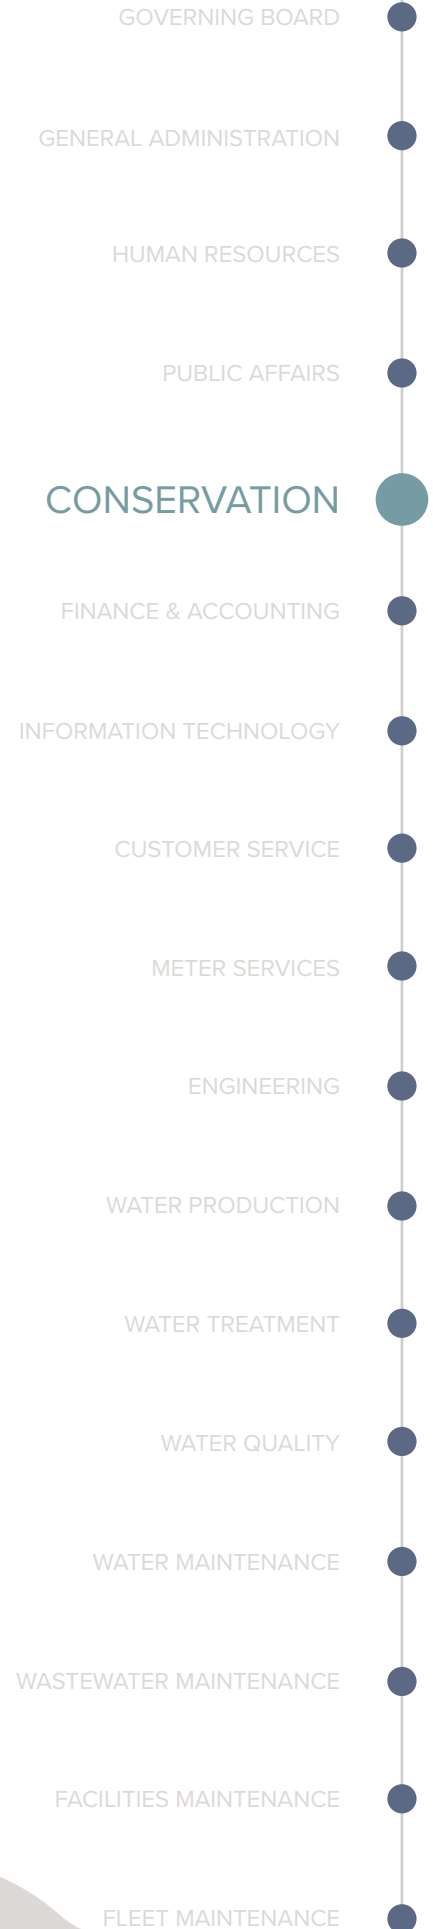 GOVERNING BOARD
GENERAL ADMINISTRATION
HUMAN RESOURCES
PUBLIC AFFAIRS
CONSERVATION
FINANCE & ACCOUNTING
INFORMATION TECHNOLOGY
CUSTOMER SERVICE
METER SERVICES
ENGINEERING
WATER PRODUCTION
WATER TREATMENT
WATER QUALITY
WATER MAINTENANCE
WASTEWATER MAINTENANCE
FACILITIES MAINTENANCE
FLEET MAINTENANCE